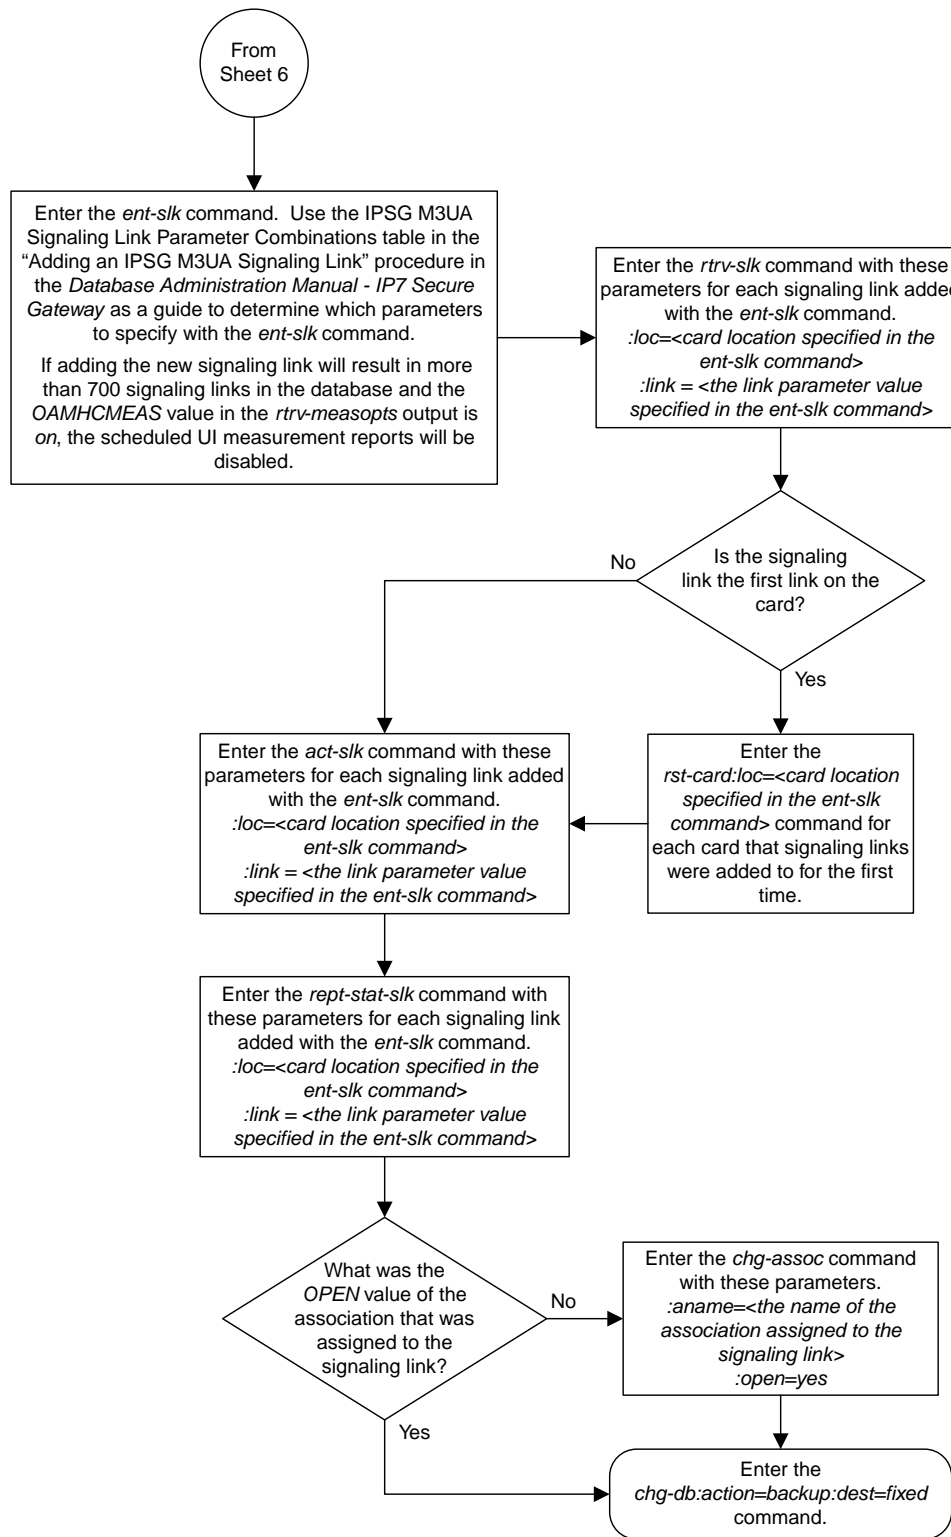 From
Sheet 6
Enter the ent-slk command. Use the IPSG M3UA
Signaling Link Parameter Combinations table in the
“Adding an IPSG M3UA Signaling Link” procedure in
the Database Administration Manual - IP7 Secure
Gateway as a guide to determine which parameters
to specify with the ent-slk command.
If adding the new signaling link will result in more
than 700 signaling links in the database and the
OAMHCMEAS value in the rtrv-measopts output is
on, the scheduled UI measurement reports will be
disabled.
Enter the rtrv-slk command with these
parameters for each signaling link added
with the ent-slk command.
:loc=<card location specified in the
ent-slk command>
:link = <the link parameter value
specified in the ent-slk command>
Is the signaling
link the first link on the
card?
No
Yes
Enter the
rst-card:loc=<card location
specified in the ent-slk
command> command for
each card that signaling links
were added to for the first
time.
Enter the act-slk command with these
parameters for each signaling link added
with the ent-slk command.
:loc=<card location specified in the
ent-slk command>
:link = <the link parameter value
specified in the ent-slk command>
Enter the rept-stat-slk command with
these parameters for each signaling link
added with the ent-slk command.
:loc=<card location specified in the
ent-slk command>
:link = <the link parameter value
specified in the ent-slk command>
What was the
OPEN value of the
association that was
assigned to the
signaling link?
No
Yes
Enter the chg-assoc command
with these parameters.
:aname=<the name of the
association assigned to the
signaling link>
:open=yes
Enter the
chg-db:action=backup:dest=fixed
command.